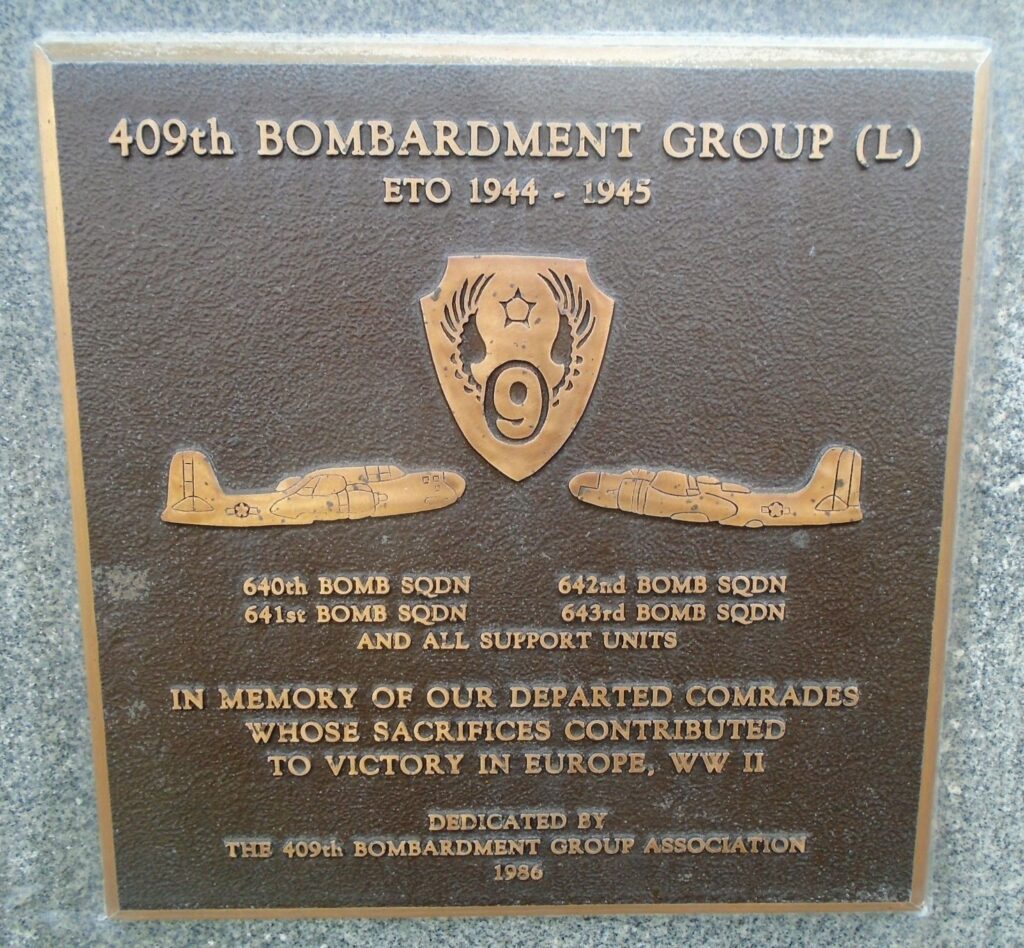 409th BOMBARDMENT GROUP (L)
ETO 1944 - 1945
9
640th BOMB SQDN 642nd BOMB SQDN
641st BOMB SQDN 643rd BOMB SQDN
AND ALL SUPPORT UNITS
IN MEMORY OF OUR DEPARTED COMRADES
WHOSE SACRIFICES CONTRIBUTED
TO VICTORY IN EUROPE, WW II
DEDICATED BY
THE 409th BOMBARDMENT GROUP ASSOCIATION
1986